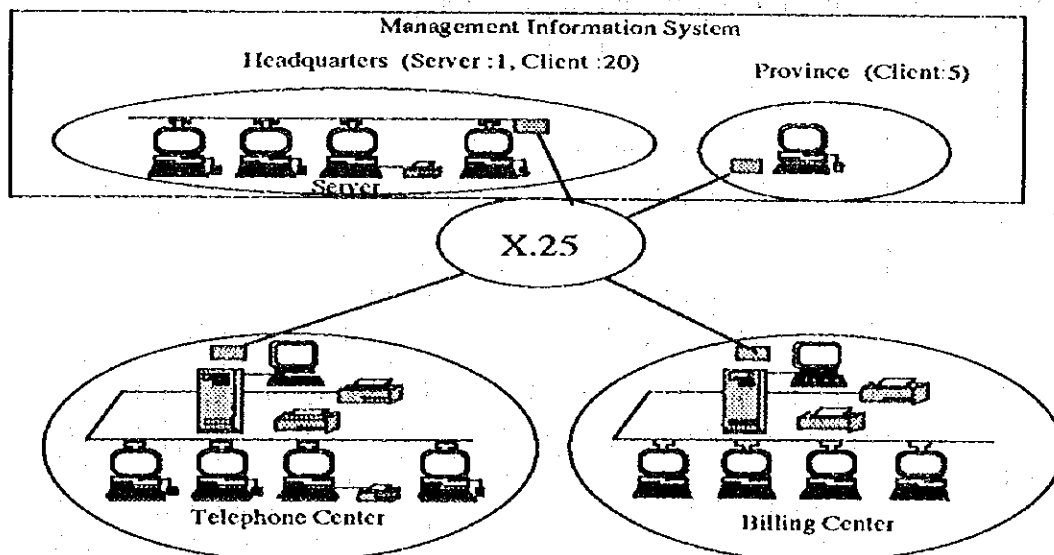 Management Information System
Headquarters (Server :1, Client :20)
Province (Client:5)
Server
X.25
Telephone Center
Billing Center